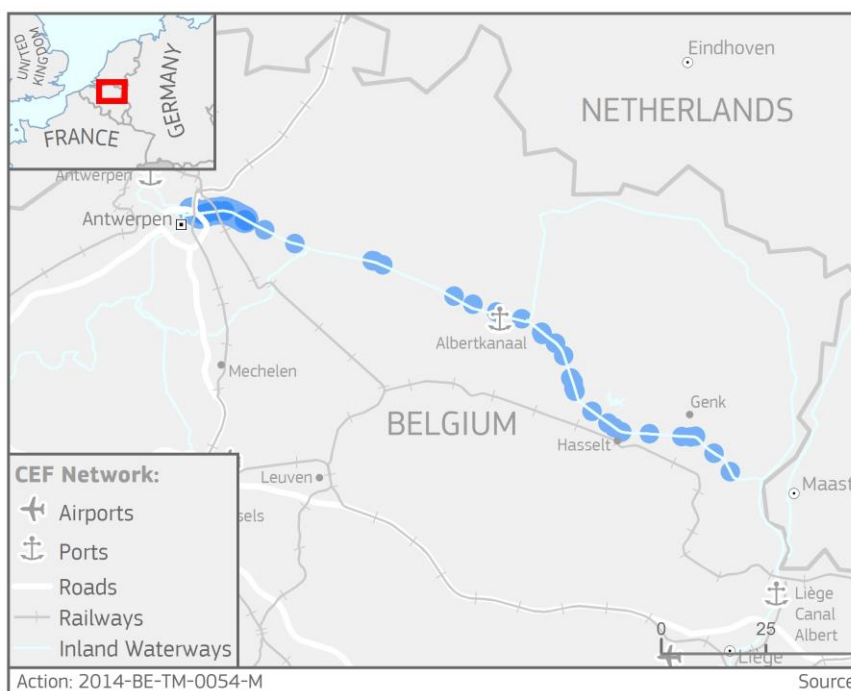 UNITED
KINGDOM
FRANCE
GERMANY
Eindhoven
NETHERLANDS
Antwerpen
Antwerpen
Albertkanaal
Mechelen
Genk
BELGIUM
Hasselt
Leuven
Maast
sels
CEF Network:
Airports
Ports
Roads
Railways
Inland Waterways
Liège
Canal
Albert
0
25
Liège
Action: 2014-BE-TM-0054-M
Source